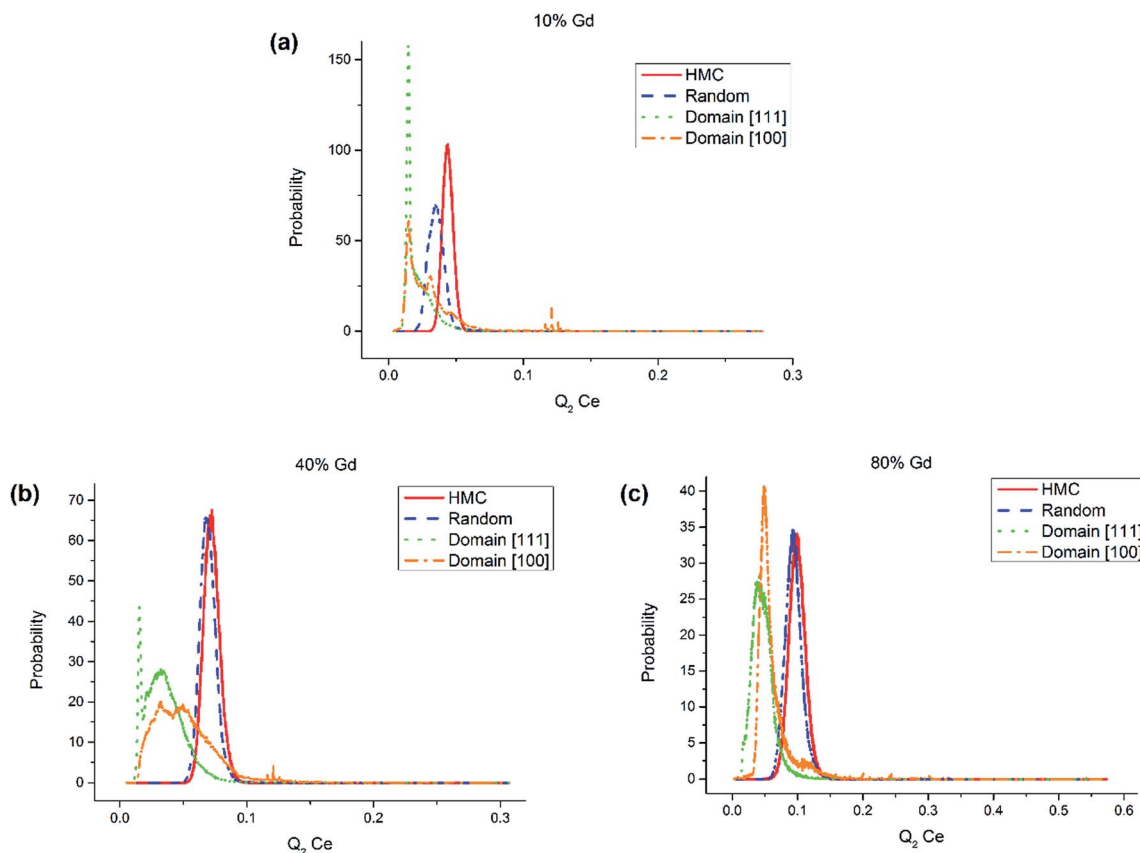 10% Gd
(a)
150
100
50
0
Probability
HMC
Random
Domain [111]
Domain [100]
0.0 0.1 0.2 0.3
Q₂ Ce
40% Gd
(b)
70
60
50
40
30
20
10
0
Probability
HMC
Random
Domain [111]
Domain [100]
0.0 0.1 0.2 0.3
Q₂ Ce
80% Gd
(c)
40
35
30
25
20
15
10
5
0
Probability
HMC
Random
Domain [111]
Domain [100]
0.0 0.1 0.2 0.3 0.4 0.5 0.6
Q₂ Ce